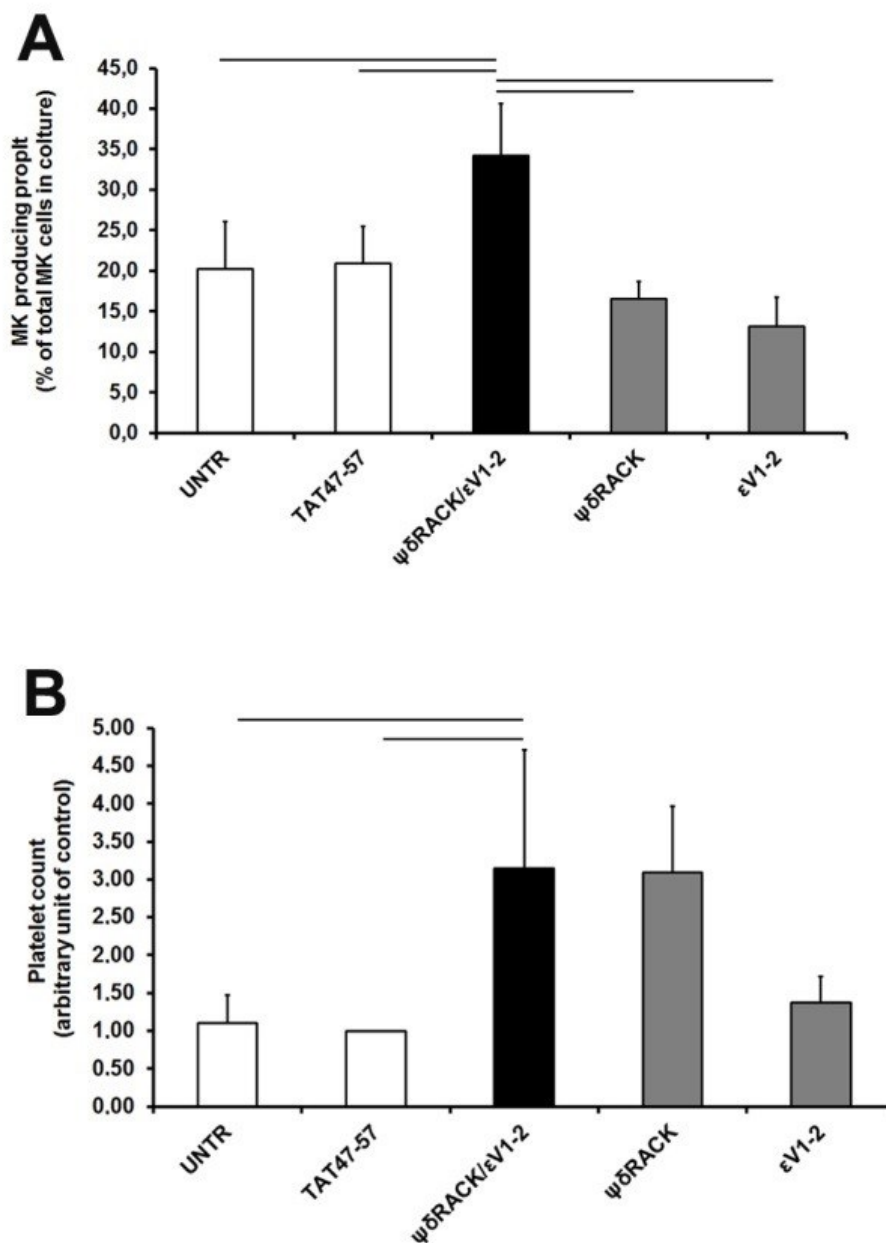 A
MK producing proplt
(% of total MK cells in colture)
45,0
40,0
35,0
30,0
25,0
20,0
15,0
10,0
5,0
0,0
UNTR
TAT47-57
ψδRACK/εV1-2
ψδRACK
εV1-2
B
Platelet count
(arbitrary unit of control)
5.00
4.50
4.00
3.50
3.00
2.50
2.00
1.50
1.00
0.50
0.00
UNTR
TAT47-57
ψδRACK/εV1-2
ψδRACK
εV1-2